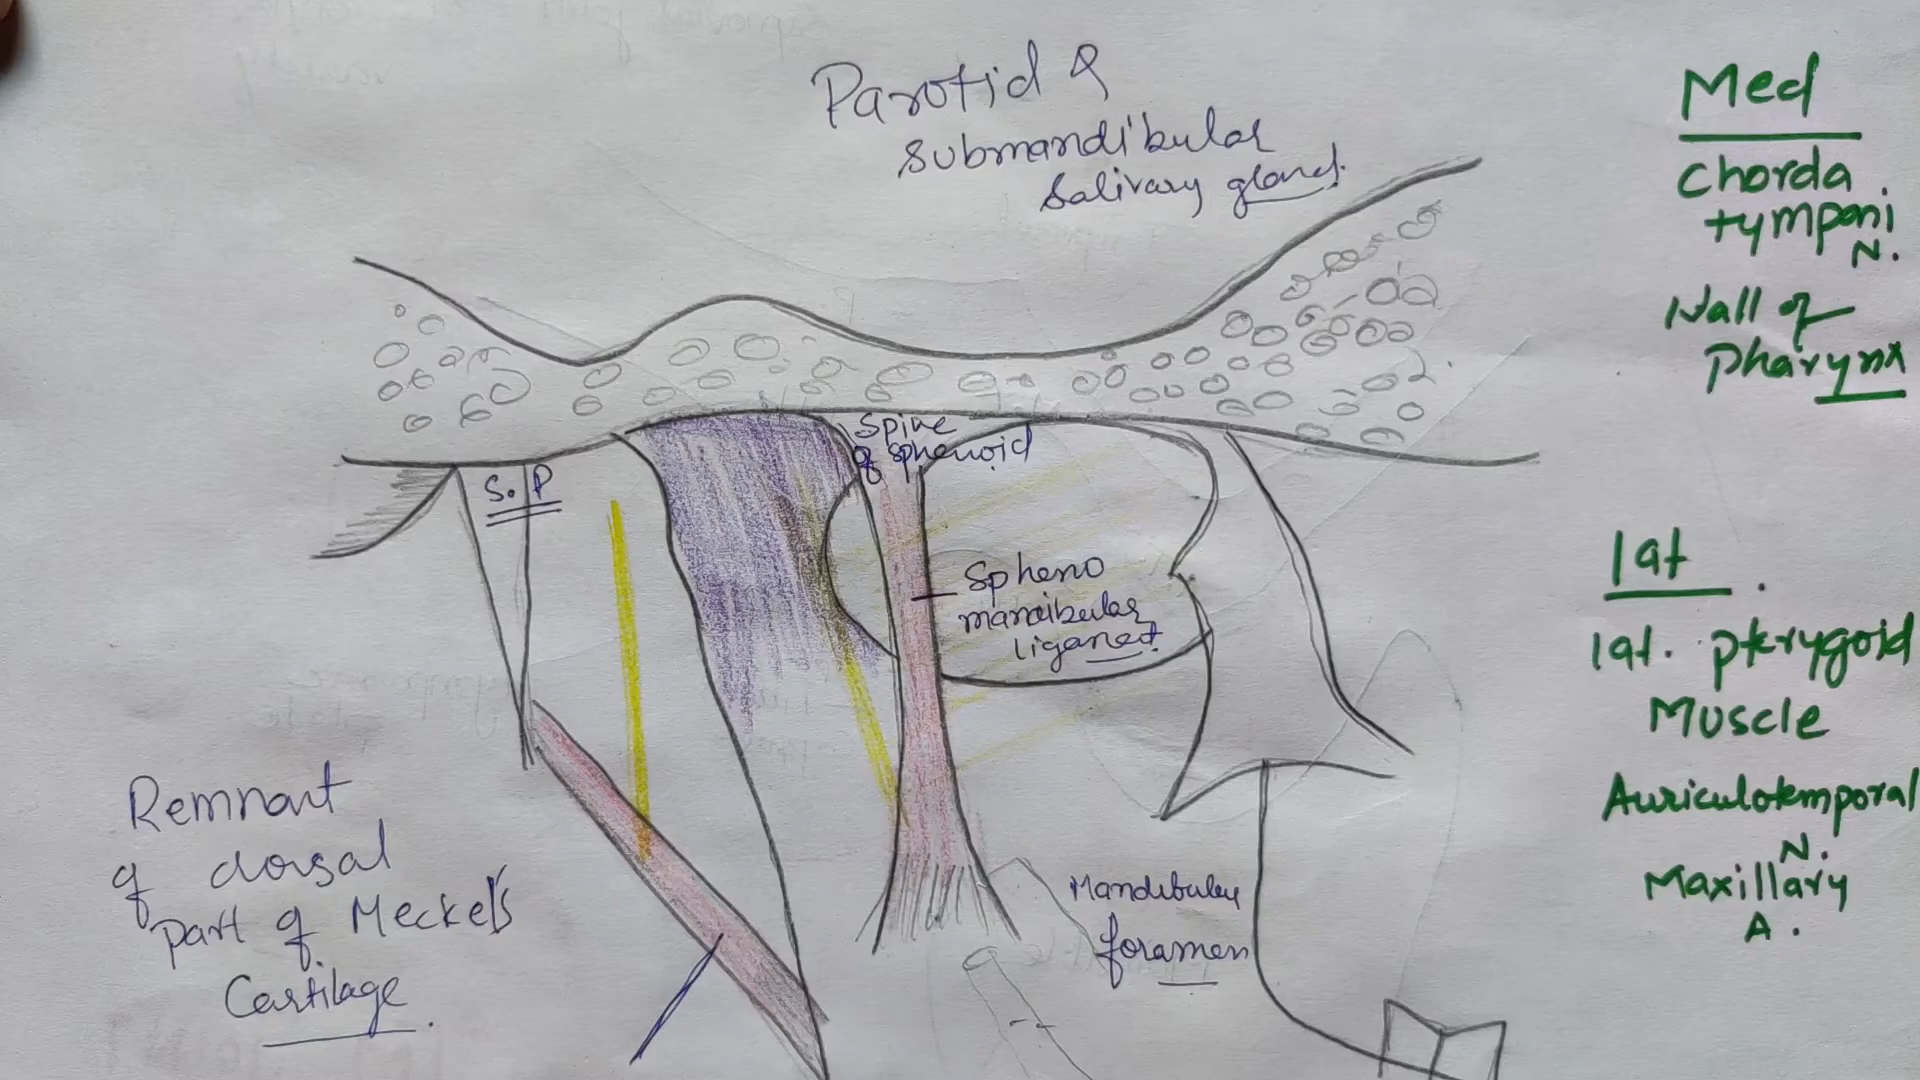 Parotid &
submandibular
Salivary gland.
Med
Chorda
tympani
N.
Wall of
Pharynx
Spine
of sphenoid
S.P
Spheno
mandibular
ligament
lat.
lat. pterygoid
Muscle
Auriculotemporal
N.
Maxillary
A.
Remnant
of dorsal
part of Meckel's
Cartilage.
Mandibular
foramen